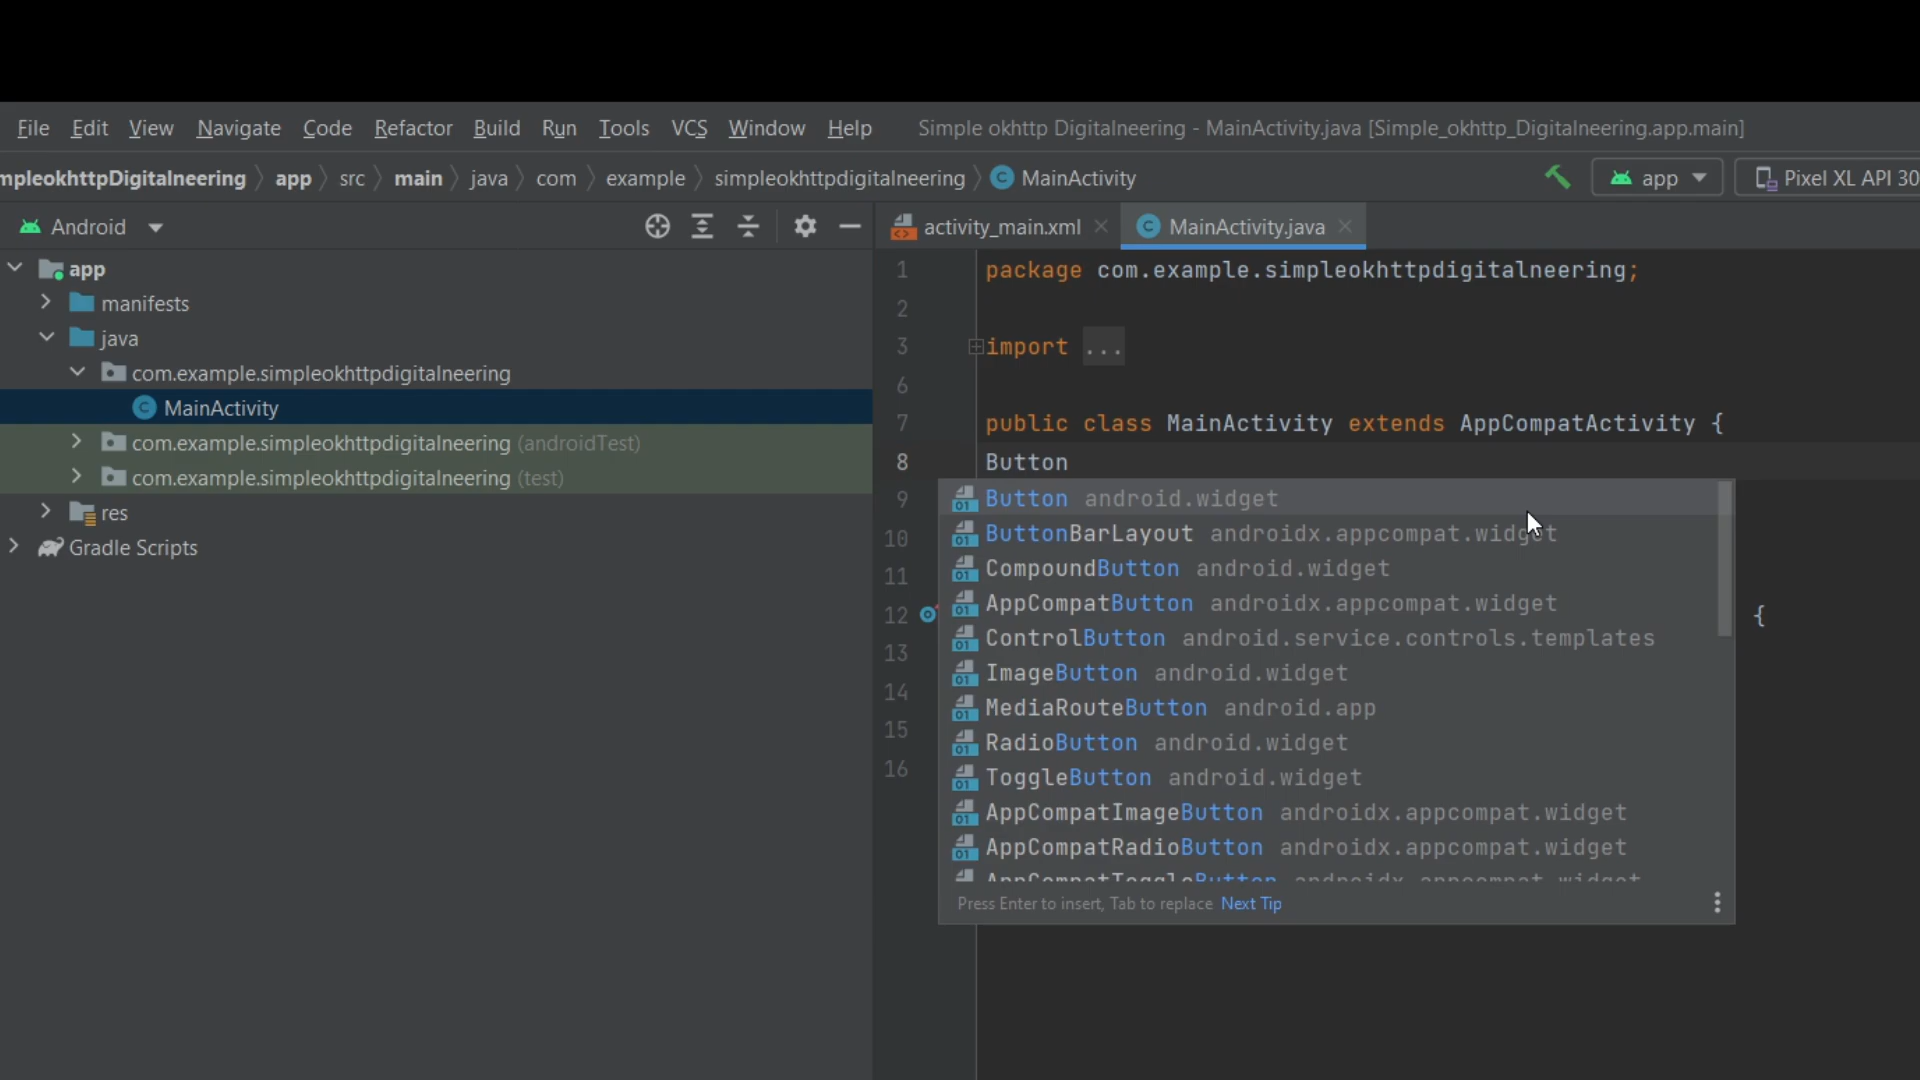 File Edit View Navigate Code Refactor Build Run Tools VCS Window Help Simple okhttp Digitalneering - MainActivity.java [Simple_okhttp_Digitalneering.app.main]
mpleokhttpDigitalneering app src main java com example simpleokhttpdigitalneering MainActivity app Pixel XL API 30
Android
activity_main.xml MainActivity.java
app
manifests
java
com.example.simpleokhttpdigitalneering
MainActivity
com.example.simpleokhttpdigitalneering (androidTest)
com.example.simpleokhttpdigitalneering (test)
res
Gradle Scripts
1 package com.example.simpleokhttpdigitalneering;
2
3 import ...
6
7 public class MainActivity extends AppCompatActivity {
8 Button
9
10
11
12 {
13
14
15
16
Button android.widget
ButtonBarLayout androidx.appcompat.widget
CompoundButton android.widget
AppCompatButton androidx.appcompat.widget
ControlButton android.service.controls.templates
ImageButton android.widget
MediaRouteButton android.app
RadioButton android.widget
ToggleButton android.widget
AppCompatImageButton androidx.appcompat.widget
AppCompatRadioButton androidx.appcompat.widget
AppCompatToggleButton androidx.appcompat.widget
Press Enter to insert, Tab to replace Next Tip